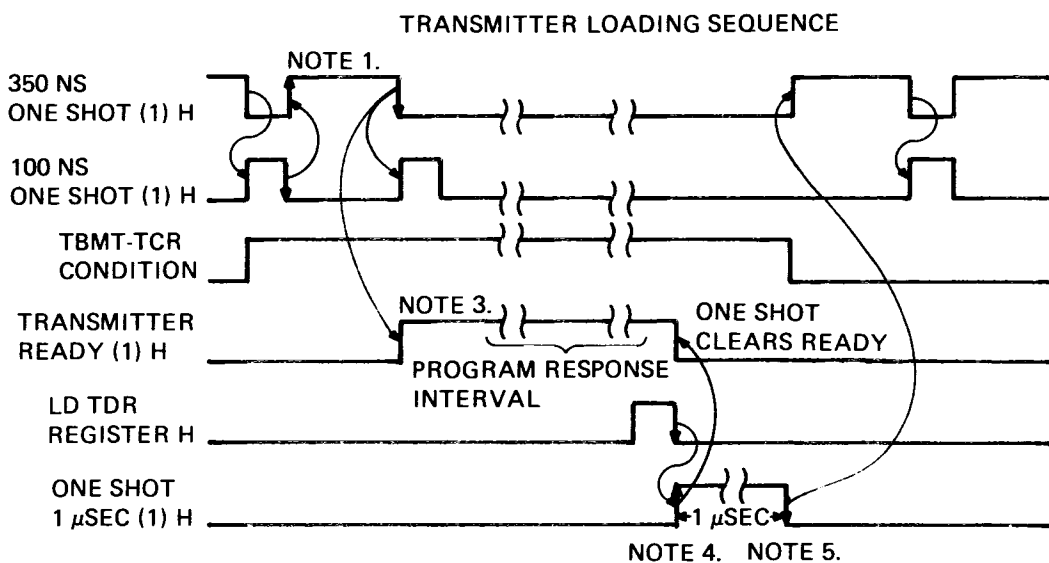 TRANSMITTER LOADING SEQUENCE
NOTE 1.
350 NS
ONE SHOT (1) H
100 NS
ONE SHOT (1) H
TBMT-TCR
CONDITION
NOTE 3.
TRANSMITTER
READY (1) H
ONE SHOT
CLEARS READY
PROGRAM RESPONSE
INTERVAL
LD TDR
REGISTER H
ONE SHOT
1 µSEC (1) H
1 µSEC
NOTE 4.
NOTE 5.